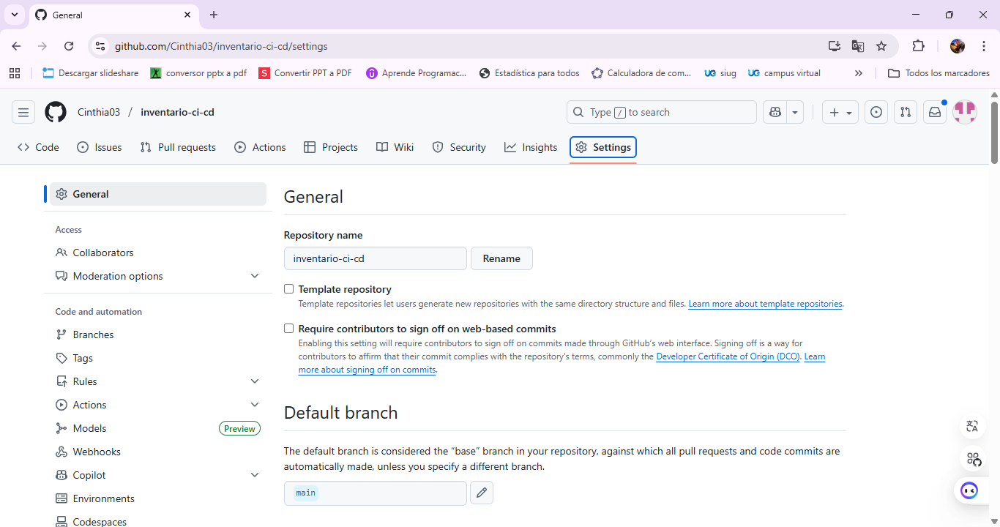 General
github.com/Cinthia03/inventario-ci-cd/settings
Descargar slideshare
conversor pptx a pdf
S
Convertir PPT a PDF
Aprende Programac...
Estadística para todos
Calculadora de com...
UG siug
UG campus virtual
Todos los marcadores
Cinthia03 / inventario-ci-cd
Type / to search
Code
Issues
Pull requests
Actions
Projects
Wiki
Security
Insights
Settings
General
Access
Collaborators
Moderation options
Code and automation
Branches
Tags
Rules
Actions
Models
Preview
Webhooks
Copilot
Environments
Codespaces
General
Repository name
inventario-ci-cd
Rename
Template repository
Template repositories let users generate new repositories with the same directory structure and files. Learn more about template repositories.
Require contributors to sign off on web-based commits
Enabling this setting will require contributors to sign off on commits made through GitHub's web interface. Signing off is a way for
contributors to affirm that their commit complies with the repository's terms, commonly the Developer Certificate of Origin (DCO). Learn
more about signing off on commits.
Default branch
The default branch is considered the “base” branch in your repository, against which all pull requests and code commits are
automatically made, unless you specify a different branch.
main